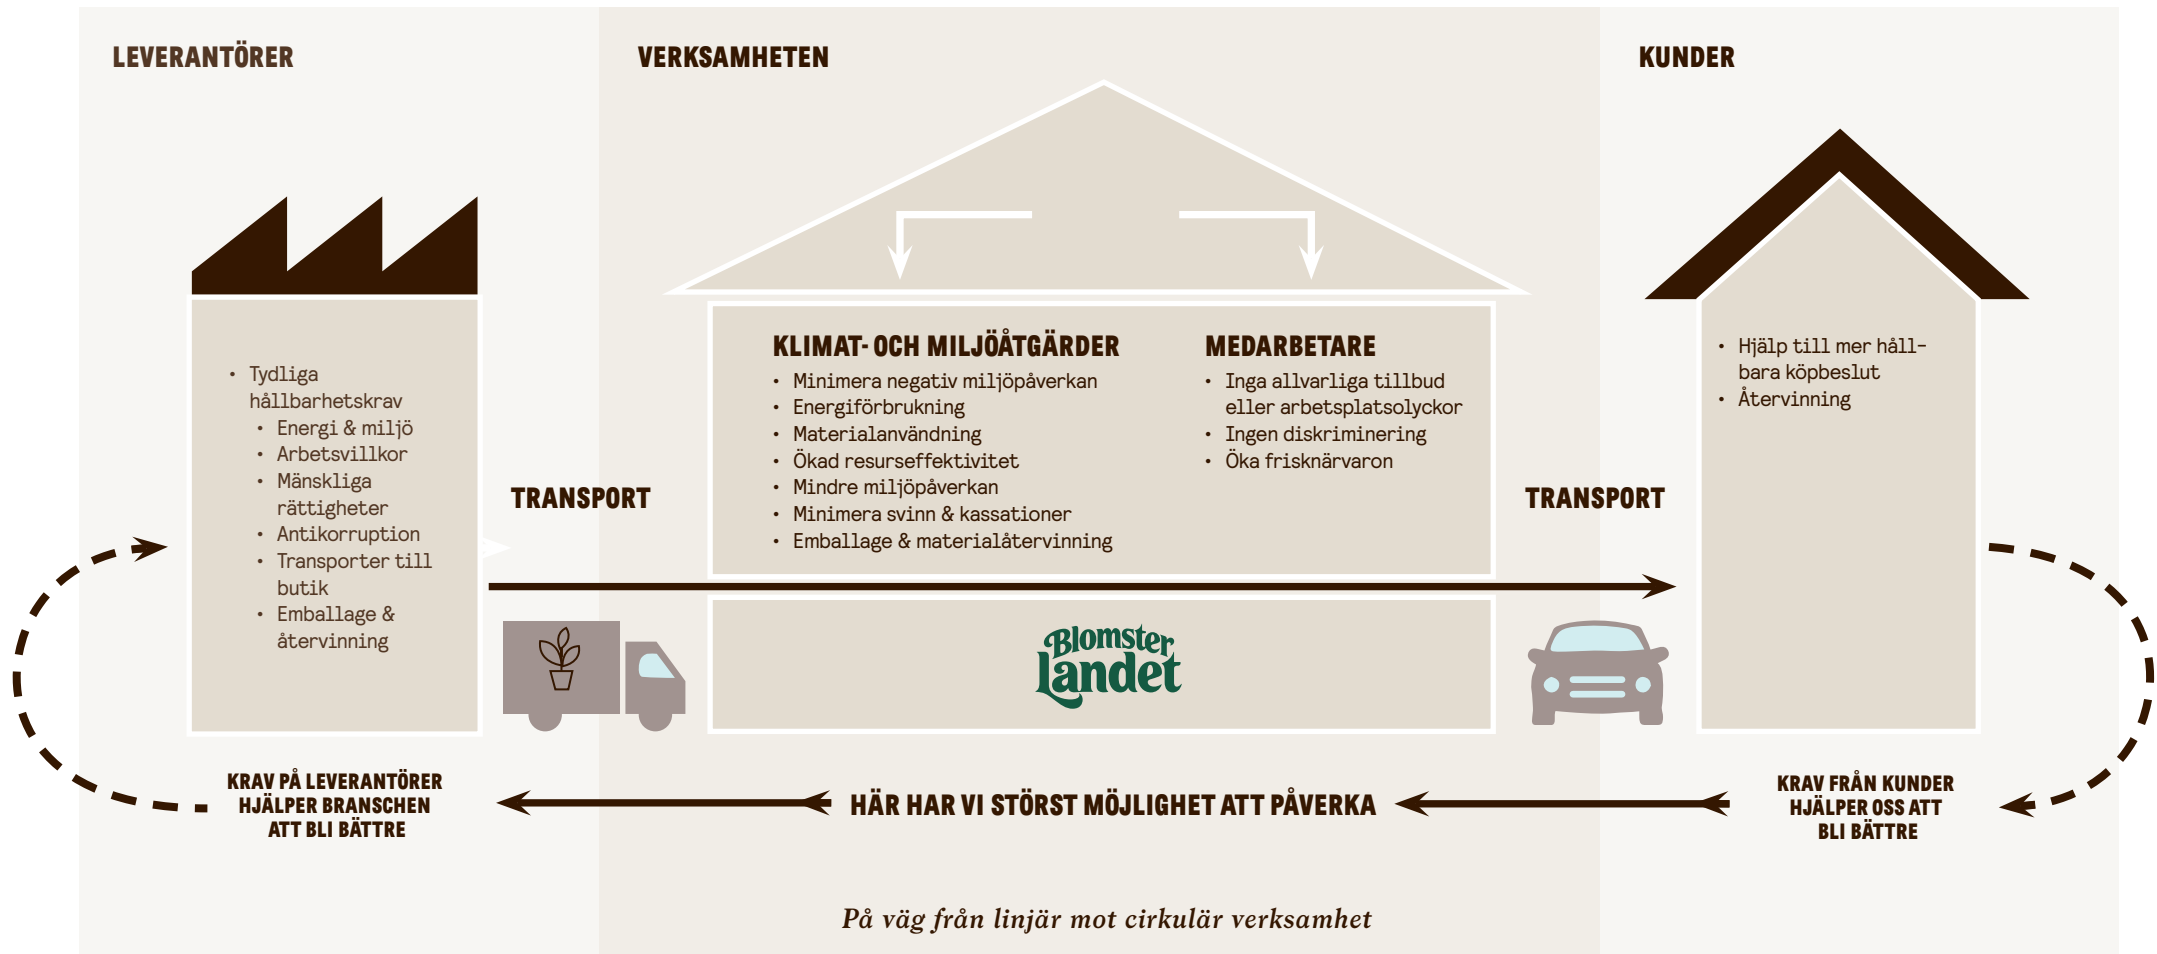 LEVERANTÖRER
VERKSAMHETEN
KUNDER
• Tydliga
hållbarhetskrav
• Energi & miljö
• Arbetsvillkor
• Mänskliga
rättigheter
• Antikorruption
• Transporter till
butik
• Emballage &
återvinning
TRANSPORT
KLIMAT- OCH MILJÖÅTGÄRDER
• Minimera negativ miljöpåverkan
• Energiförbrukning
• Materialanvändning
• Ökad resurseffektivitet
• Mindre miljöpåverkan
• Minimera svinn & kassationer
• Emballage & materialåtervinning
MEDARBETARE
• Inga allvarliga tillbud
eller arbetsplatsolyckor
• Ingen diskriminering
• Öka frisknärvaron
Blomster
Landet
TRANSPORT
• Hjälp till mer håll-
bara köpbeslut
• Återvinning
KRAV PÅ LEVERANTÖRER
HJÄLPER BRANSCHEN
ATT BLI BÄTTRE
HÄR HAR VI STÖRST MÖJLIGHET ATT PÅVERKA
KRAV FRÅN KUNDER
HJÄLPER OSS ATT
BLI BÄTTRE
På väg från linjär mot cirkulär verksamhet